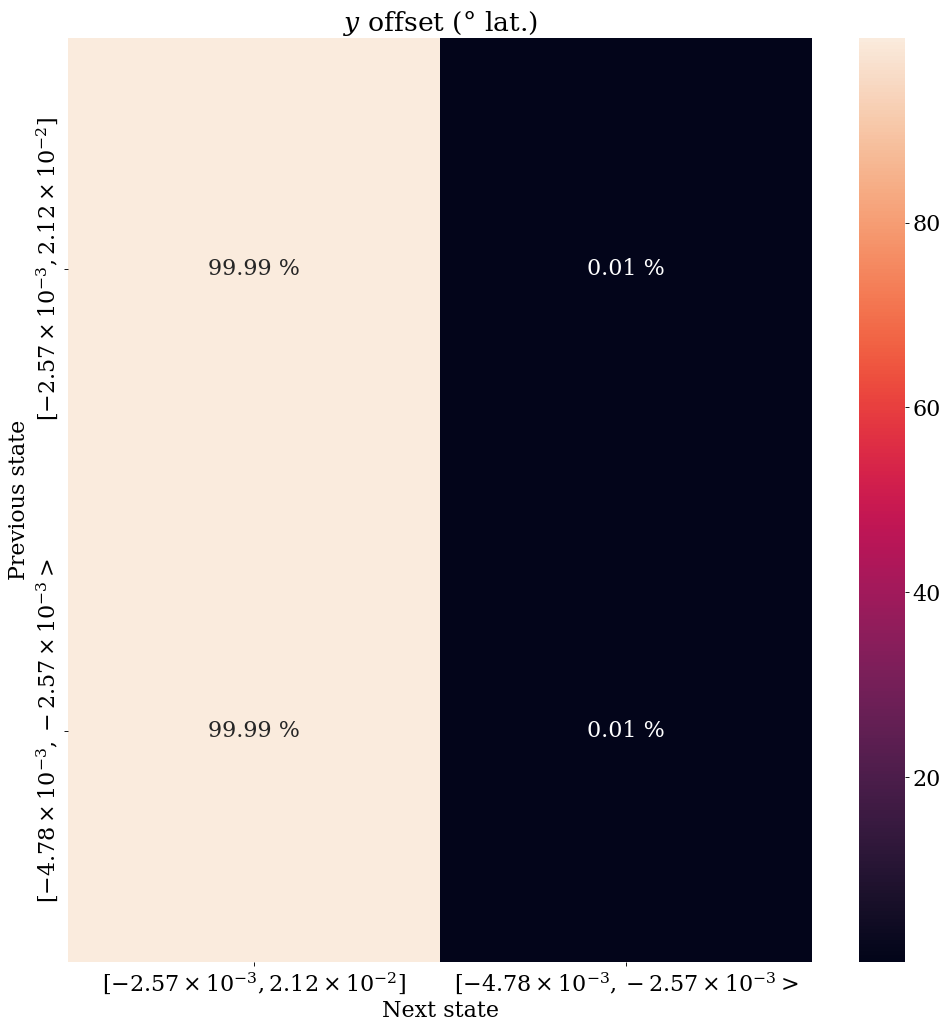 y offset (° lat.)
[−2.57 × 10⁻³, 2.12 × 10⁻²]
99.99 %
0.01 %
80
60
Previous state
40
[−4.78 × 10⁻³, −2.57 × 10⁻³ >
99.99 %
0.01 %
20
[−2.57 × 10⁻³, 2.12 × 10⁻²]
[−4.78 × 10⁻³, −2.57 × 10⁻³ >
Next state